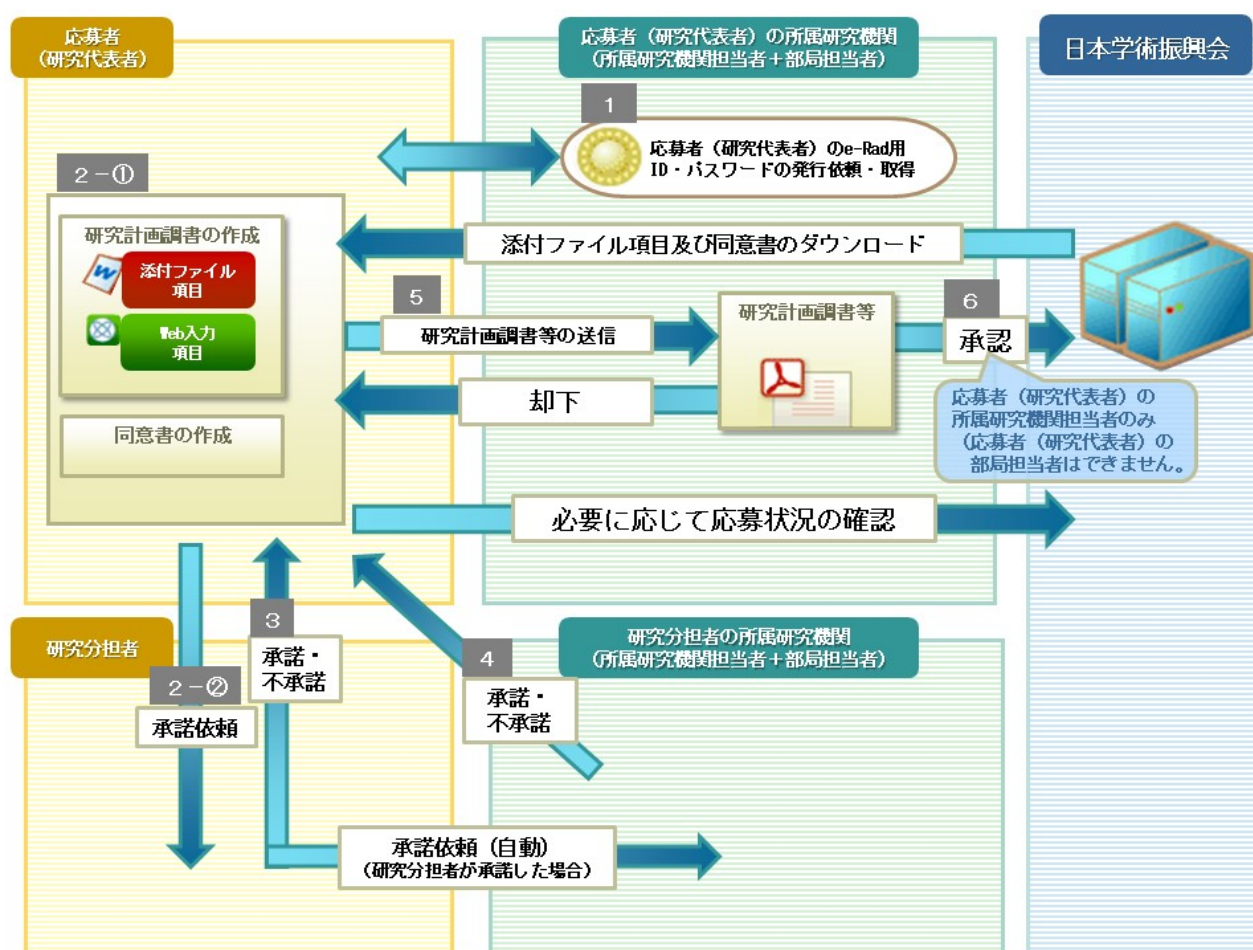 応募者
(研究代表者)
応募者（研究代表者）の所属研究機関
(所属研究機関担当者＋部局担当者)
日本学術振興会
1
応募者（研究代表者）のe-Rad用
ID・パスワードの発行依頼・取得
2-①
研究計画調書の作成
添付ファイル
項目
Web入力
項目
同意書の作成
添付ファイル項目及び同意書のダウンロード
5
研究計画調書等の送信
研究計画調書等
6
承認
却下
応募者（研究代表者）の
所属研究機関担当者のみ
（応募者（研究代表者）の
部局担当者はできません。
必要に応じて応募状況の確認
研究分担者
研究分担者の所属研究機関
(所属研究機関担当者＋部局担当者)
2-②
承諾依頼
3
承諾・
不承諾
4
承諾・
不承諾
承諾依頼（自動）
(研究分担者が承諾した場合)